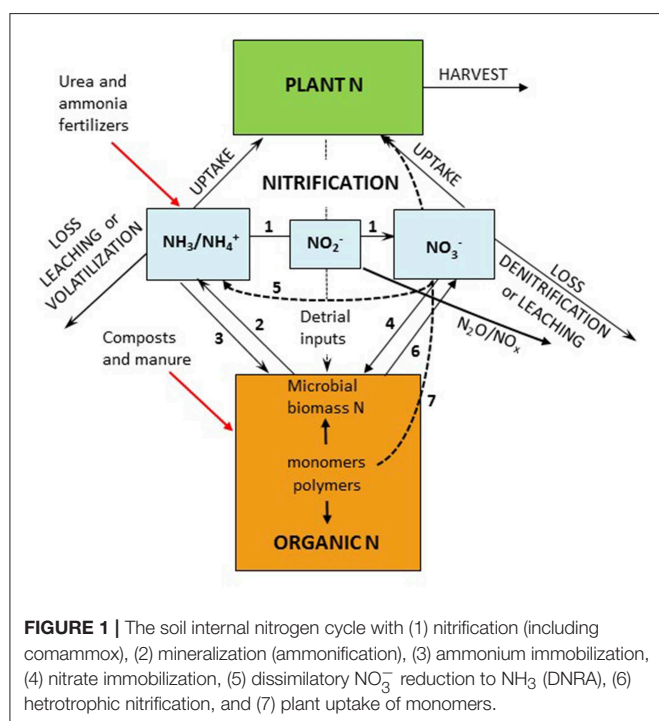 Urea and
ammonia
fertilizers
PLANT N
HARVEST
UPTAKE
UPTAKE
NITRIFICATION
NH₃/NH₄⁺
1
NO₂⁻
1
NO₃⁻
LOSS
LEACHING or
VOLATILIZATION
LOSS
DENITRIFICATION
or LEACHING
N₂O/NOₓ
5
Detrial
inputs
2
3
4
6
7
Composts
and manure
Microbial
biomass N
monomers
polymers
ORGANIC N
FIGURE 1 | The soil internal nitrogen cycle with (1) nitrification (including
comammox), (2) mineralization (ammonification), (3) ammonium immobilization,
(4) nitrate immobilization, (5) dissimilatory NO₃⁻ reduction to NH₃ (DNRA), (6)
hetrotrophic nitrification, and (7) plant uptake of monomers.